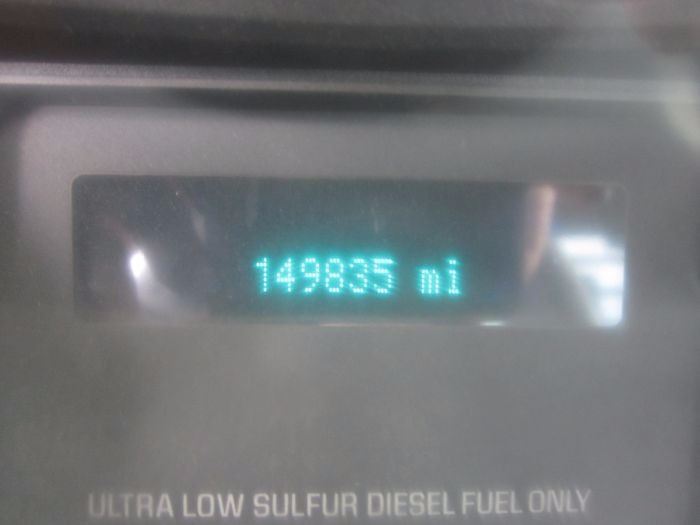 149835 mi
ULTRA LOW SULFUR DIESEL FUEL ONLY